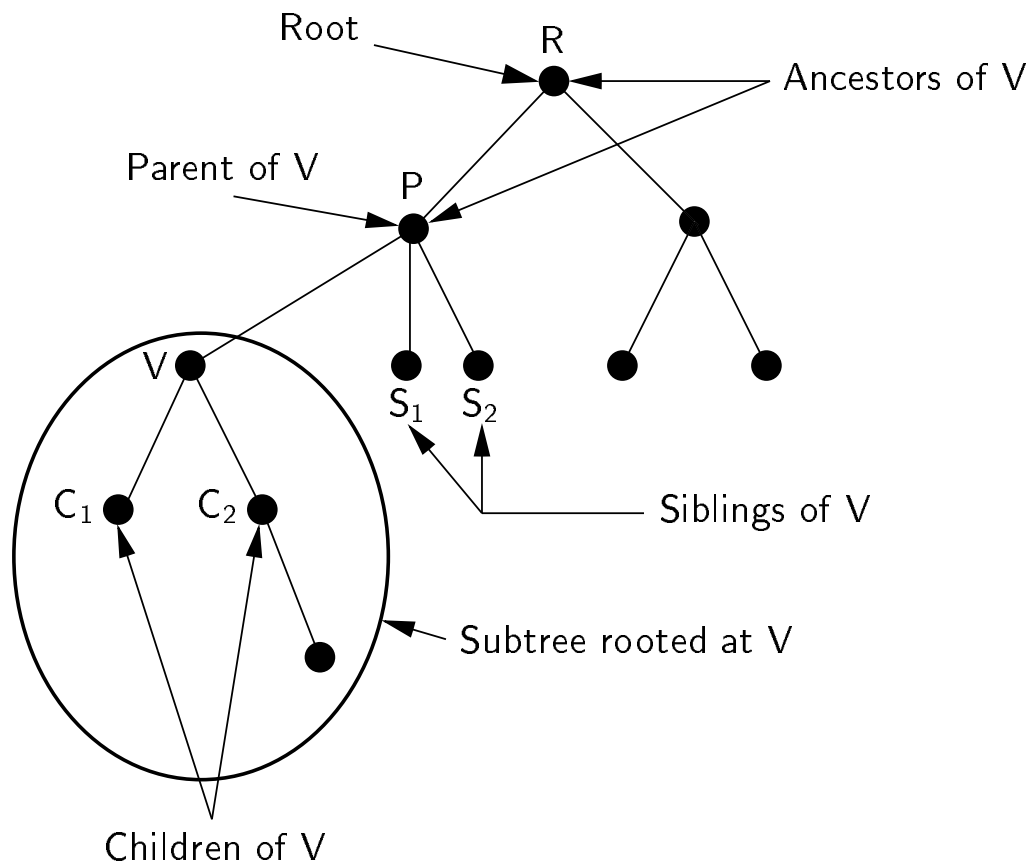 Root
R
Ancestors of V
Parent of V
P
V
S₁
S₂
C₁
C₂
Siblings of V
Subtree rooted at V
Children of V